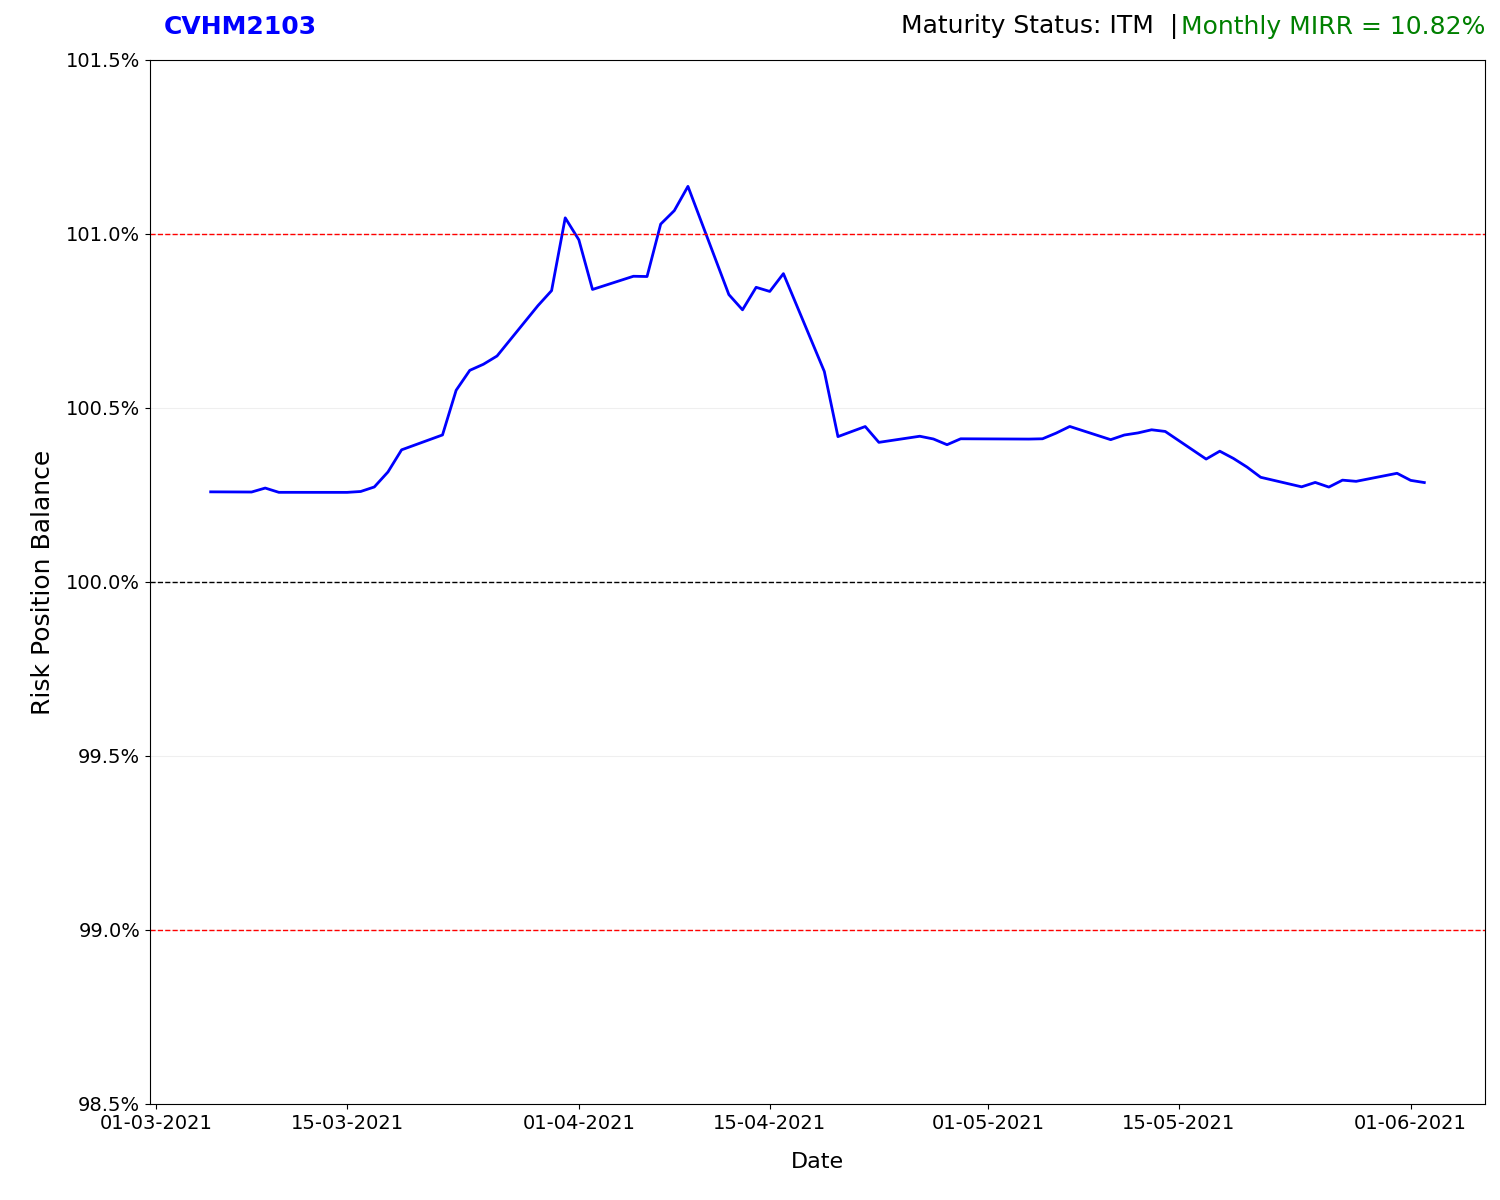 CVHM2103
Maturity Status: ITM | Monthly MIRR = 10.82%
101.5%
101.0%
100.5%
100.0%
99.5%
99.0%
98.5%
Risk Position Balance
01-03-2021 15-03-2021 01-04-2021 15-04-2021 01-05-2021 15-05-2021 01-06-2021
Date